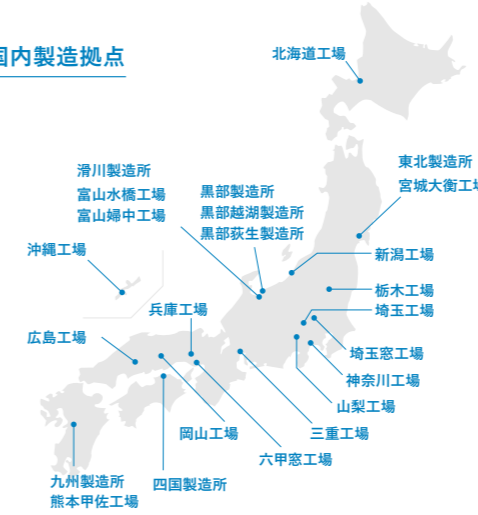 国内製造拠点
北海道工場
東北製造所
宮城大衡工場
滑川製造所
富山水橋工場
富山婦中工場
黒部製造所
黒部越湖製造所
黒部荻生製造所
沖縄工場
新潟工場
栃木工場
埼玉工場
兵庫工場
広島工場
埼玉窓工場
神奈川工場
山梨工場
岡山工場
三重工場
六甲窓工場
九州製造所
熊本甲佐工場
四国製造所